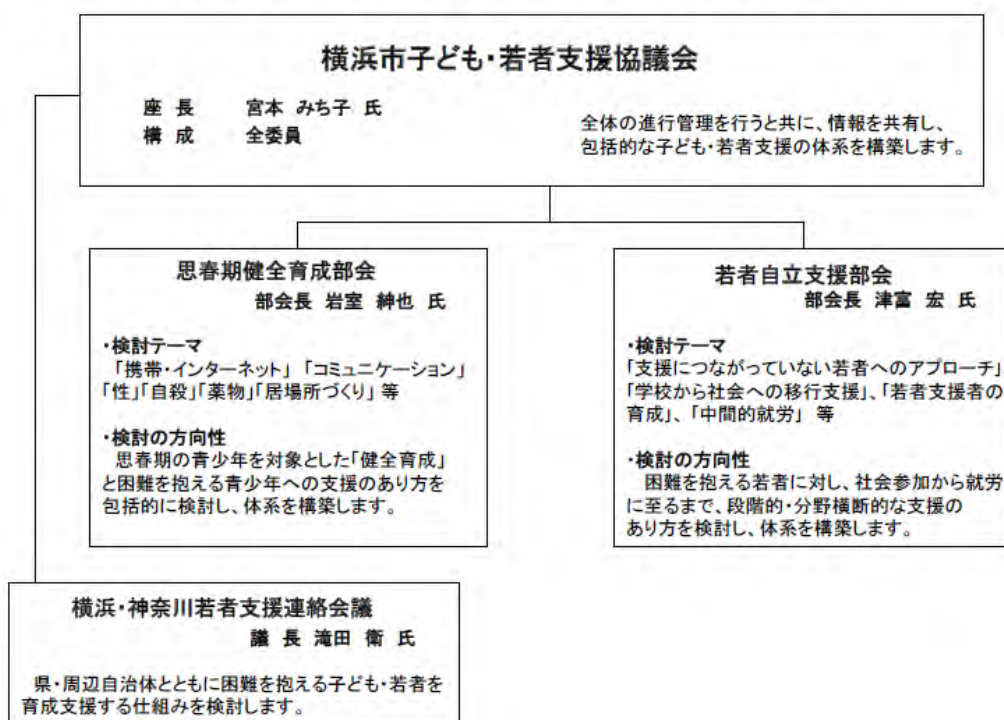 横浜市子ども・若者支援協議会
座 長 宮本 みち子 氏
構 成 全委員
全体の進行管理を行うと共に、情報を共有し、
包括的な子ども・若者支援の体系を構築します。
思春期健全育成部会
部会長 岩室 紳也 氏
・検討テーマ
「携帯・インターネット」 「コミュニケーション」
「性」「自殺」「薬物」「居場所づくり」 等
・検討の方向性
思春期の青少年を対象とした「健全育成」
と困難を抱える青少年への支援のあり方を
包括的に検討し、体系を構築します。
若者自立支援部会
部会長 津富 宏 氏
・検討テーマ
「支援につながっていない若者へのアプローチ」
「学校から社会への移行支援」、「若者支援者の
育成」、「中間的就労」 等
・検討の方向性
困難を抱える若者に対し、社会参加から就労
に至るまで、段階的・分野横断的な支援の
あり方を検討し、体系を構築します。
横浜・神奈川若者支援連絡会議
議 長 滝田 衛 氏
県・周辺自治体とともに困難を抱える子ども・若者を
育成支援する仕組みを検討します。